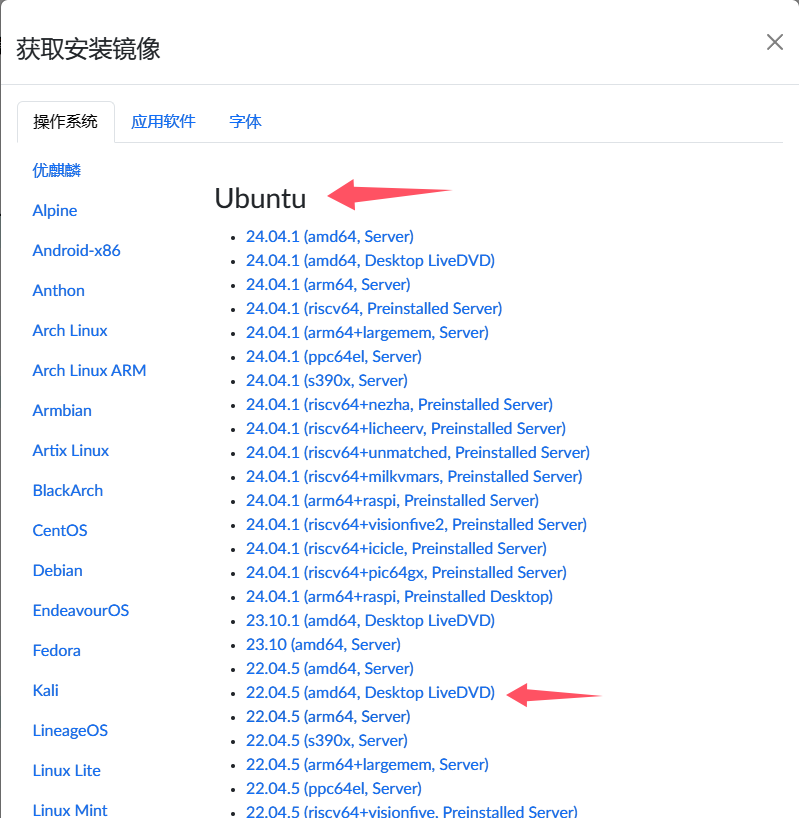 获取安装镜像
操作系统 应用软件 字体
优麒麟
Alpine
Android-x86
Anthon
Arch Linux
Arch Linux ARM
Armbian
Artix Linux
BlackArch
CentOS
Debian
EndeavourOS
Fedora
Kali
LineageOS
Linux Lite
Linux Mint
Ubuntu
24.04.1 (amd64, Server)
24.04.1 (amd64, Desktop LiveDVD)
24.04.1 (arm64, Server)
24.04.1 (riscv64, Preinstalled Server)
24.04.1 (arm64+largemem, Server)
24.04.1 (ppc64el, Server)
24.04.1 (s390x, Server)
24.04.1 (riscv64+nezha, Preinstalled Server)
24.04.1 (riscv64+licheerv, Preinstalled Server)
24.04.1 (riscv64+unmatched, Preinstalled Server)
24.04.1 (riscv64+milkvmars, Preinstalled Server)
24.04.1 (arm64+raspi, Preinstalled Server)
24.04.1 (riscv64+visionfive2, Preinstalled Server)
24.04.1 (riscv64+icicle, Preinstalled Server)
24.04.1 (riscv64+pic64gx, Preinstalled Server)
24.04.1 (arm64+raspi, Preinstalled Desktop)
23.10.1 (amd64, Desktop LiveDVD)
23.10 (amd64, Server)
22.04.5 (amd64, Server)
22.04.5 (amd64, Desktop LiveDVD)
22.04.5 (arm64, Server)
22.04.5 (s390x, Server)
22.04.5 (arm64+largemem, Server)
22.04.5 (ppc64el, Server)
22.04.5 (riscv64+visionfive, Preinstalled Server)